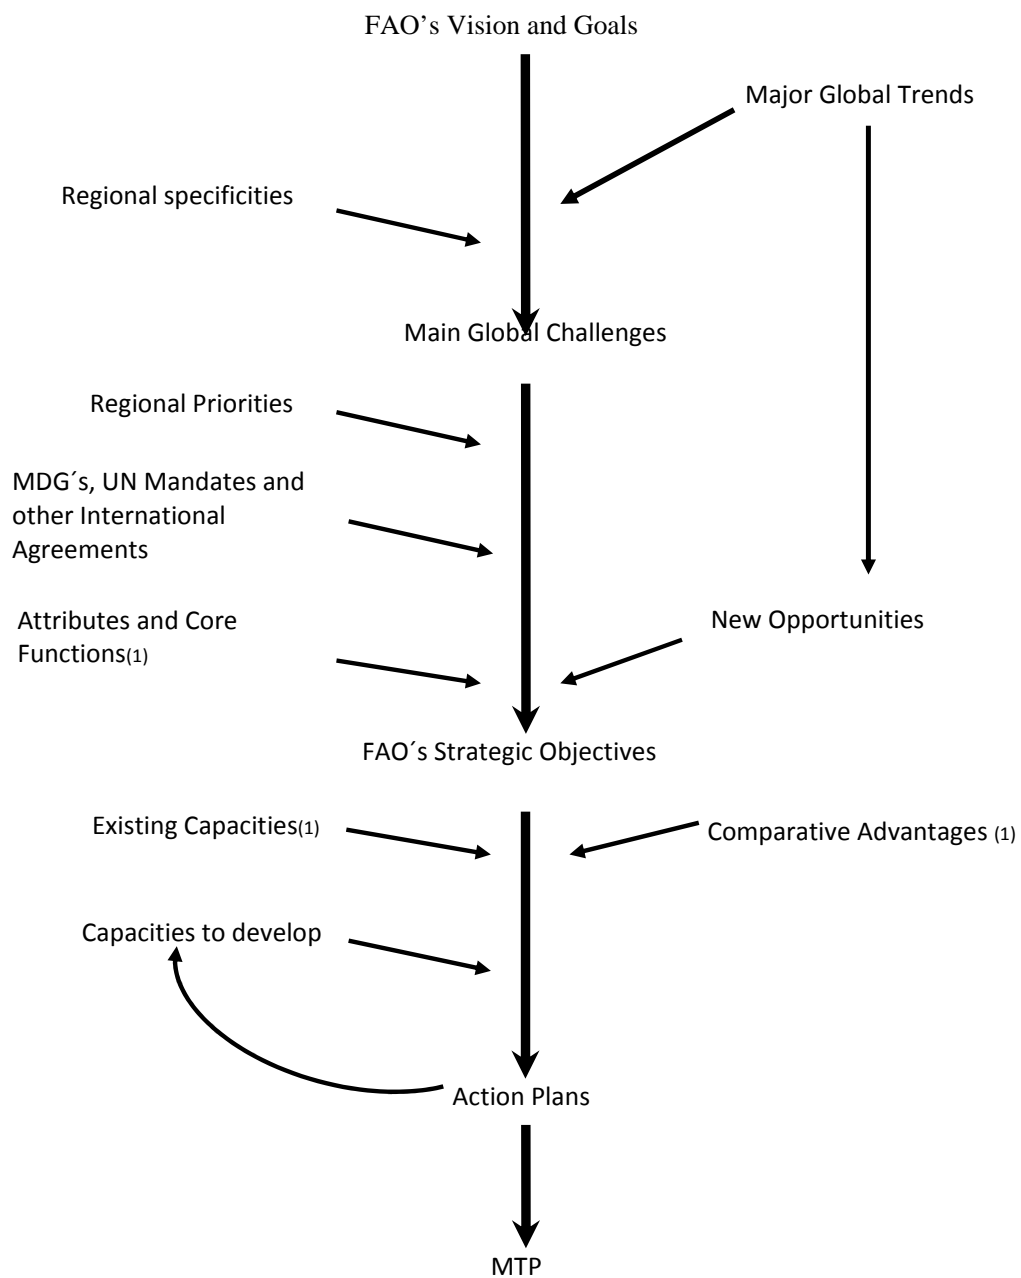 FAO’s Vision and Goals
Major Global Trends
Regional specificities
Main Global Challenges
Regional Priorities
MDG´s, UN Mandates and
other International
Agreements
Attributes and Core
Functions(1)
New Opportunities
FAO´s Strategic Objectives
Existing Capacities(1)
Comparative Advantages (1)
Capacities to develop
Action Plans
MTP